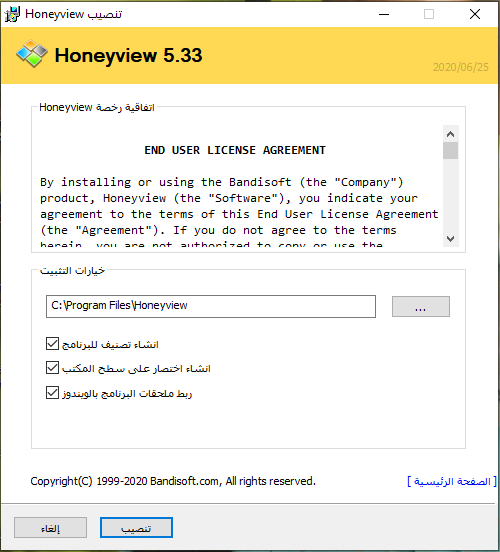 تنصيب Honeyview
Honeyview 5.33
2020/06/25
اتفاقية رخصة Honeyview
END USER LICENSE AGREEMENT
By installing or using the Bandisoft (the "Company")
product, Honeyview (the "Software"), you indicate your
agreement to the terms of this End User License Agreement
(the "Agreement"). If you do not agree to the terms
herein, you are not authorized to copy or use the
خيارات التثبيت
C:\Program Files\Honeyview
...
انشاء تصنيف للبرنامج
انشاء اختصار على سطح المكتب
ربط ملحقات البرنامج بالويندوز
Copyright(C) 1999-2020 Bandisoft.com, All rights reserved.
[ الصفحة الرئيسية ]
إلغاء
تنصيب